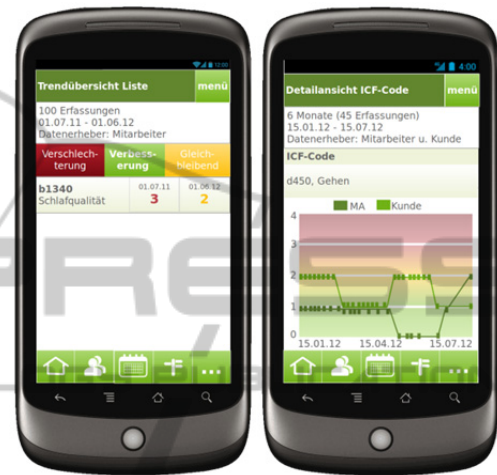 12:00
Trendübersicht Liste
menü
100 Erfassungen
01.07.11 - 01.06.12
Datenerheber: Mitarbeiter
Verschlech-
terung
Verbess-
erung
Gleich-
bleibend
b1340
Schlafqualität
01.07.11
3
01.06.12
2
...
4:00
Detailansicht ICF-Code
menü
6 Monate (45 Erfassungen)
15.01.12 - 15.07.12
Datenerheber: Mitarbeiter u. Kunde
ICF-Code
d450, Gehen
MA
Kunde
4
3
2
1
0
15.01.12
15.04.12
15.07.12
...
PRESS